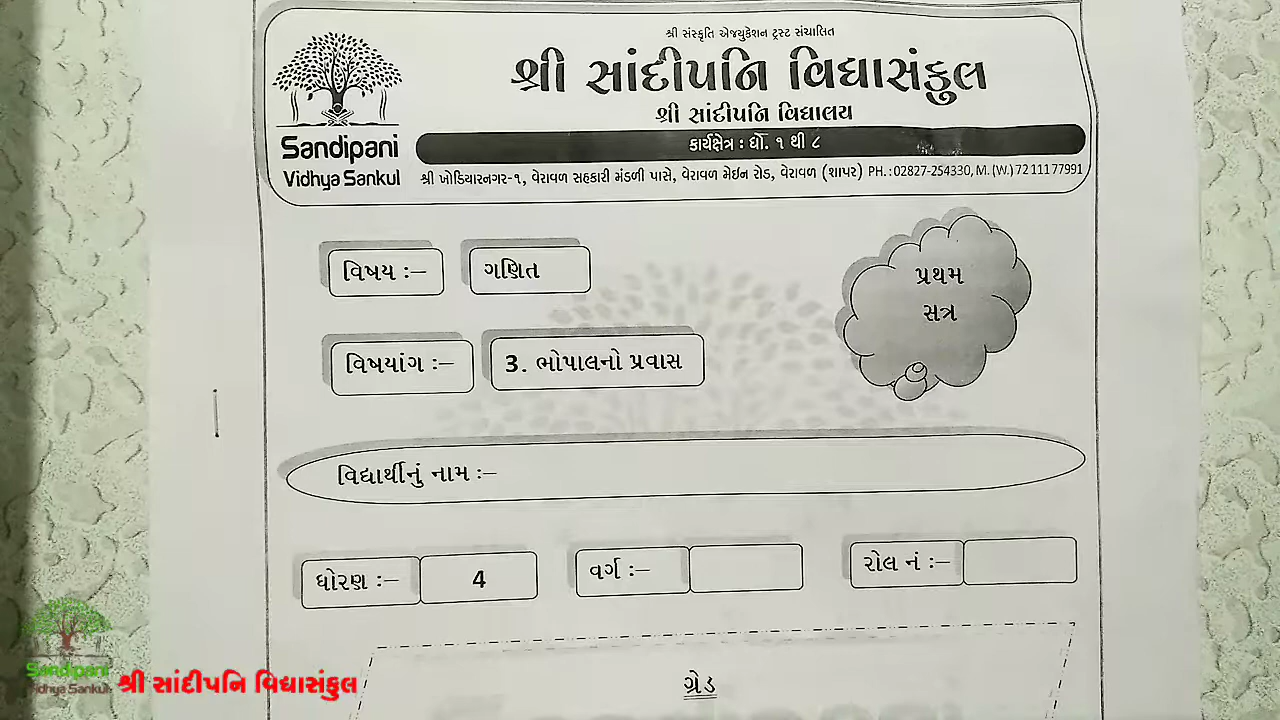 શ્રી સંસ્કૃતિ એજ્યુકેશન ટ્રસ્ટ સંચાલિત
શ્રી સાંદીપનિ વિદ્યાસંકુલ
શ્રી સાંદીપનિ વિદ્યાલય
Sandipani
Vidhya Sankul
કાર્યક્ષેત્ર : ધો. ૧ થી ૮
શ્રી ખોડિયારનગર-૧, વેરાવળ સહકારી મંડળી પાસે, વેરાવળ મેઈન રોડ, વેરાવળ (શાપર) PH. : 02827-254330, M. (W.) 72111 77991
વિષય :– ગણિત
પ્રથમ
સત્ર
વિષયાંગ :– 3. ભોપાલનો પ્રવાસ
વિદ્યાર્થીનું નામ :–
ધોરણ :– 4 વર્ગ :– રોલ નં :–
ગ્રેડ
Sandipani
Vidhya Sankul
શ્રી સાંદીપનિ વિદ્યાસંકુલ